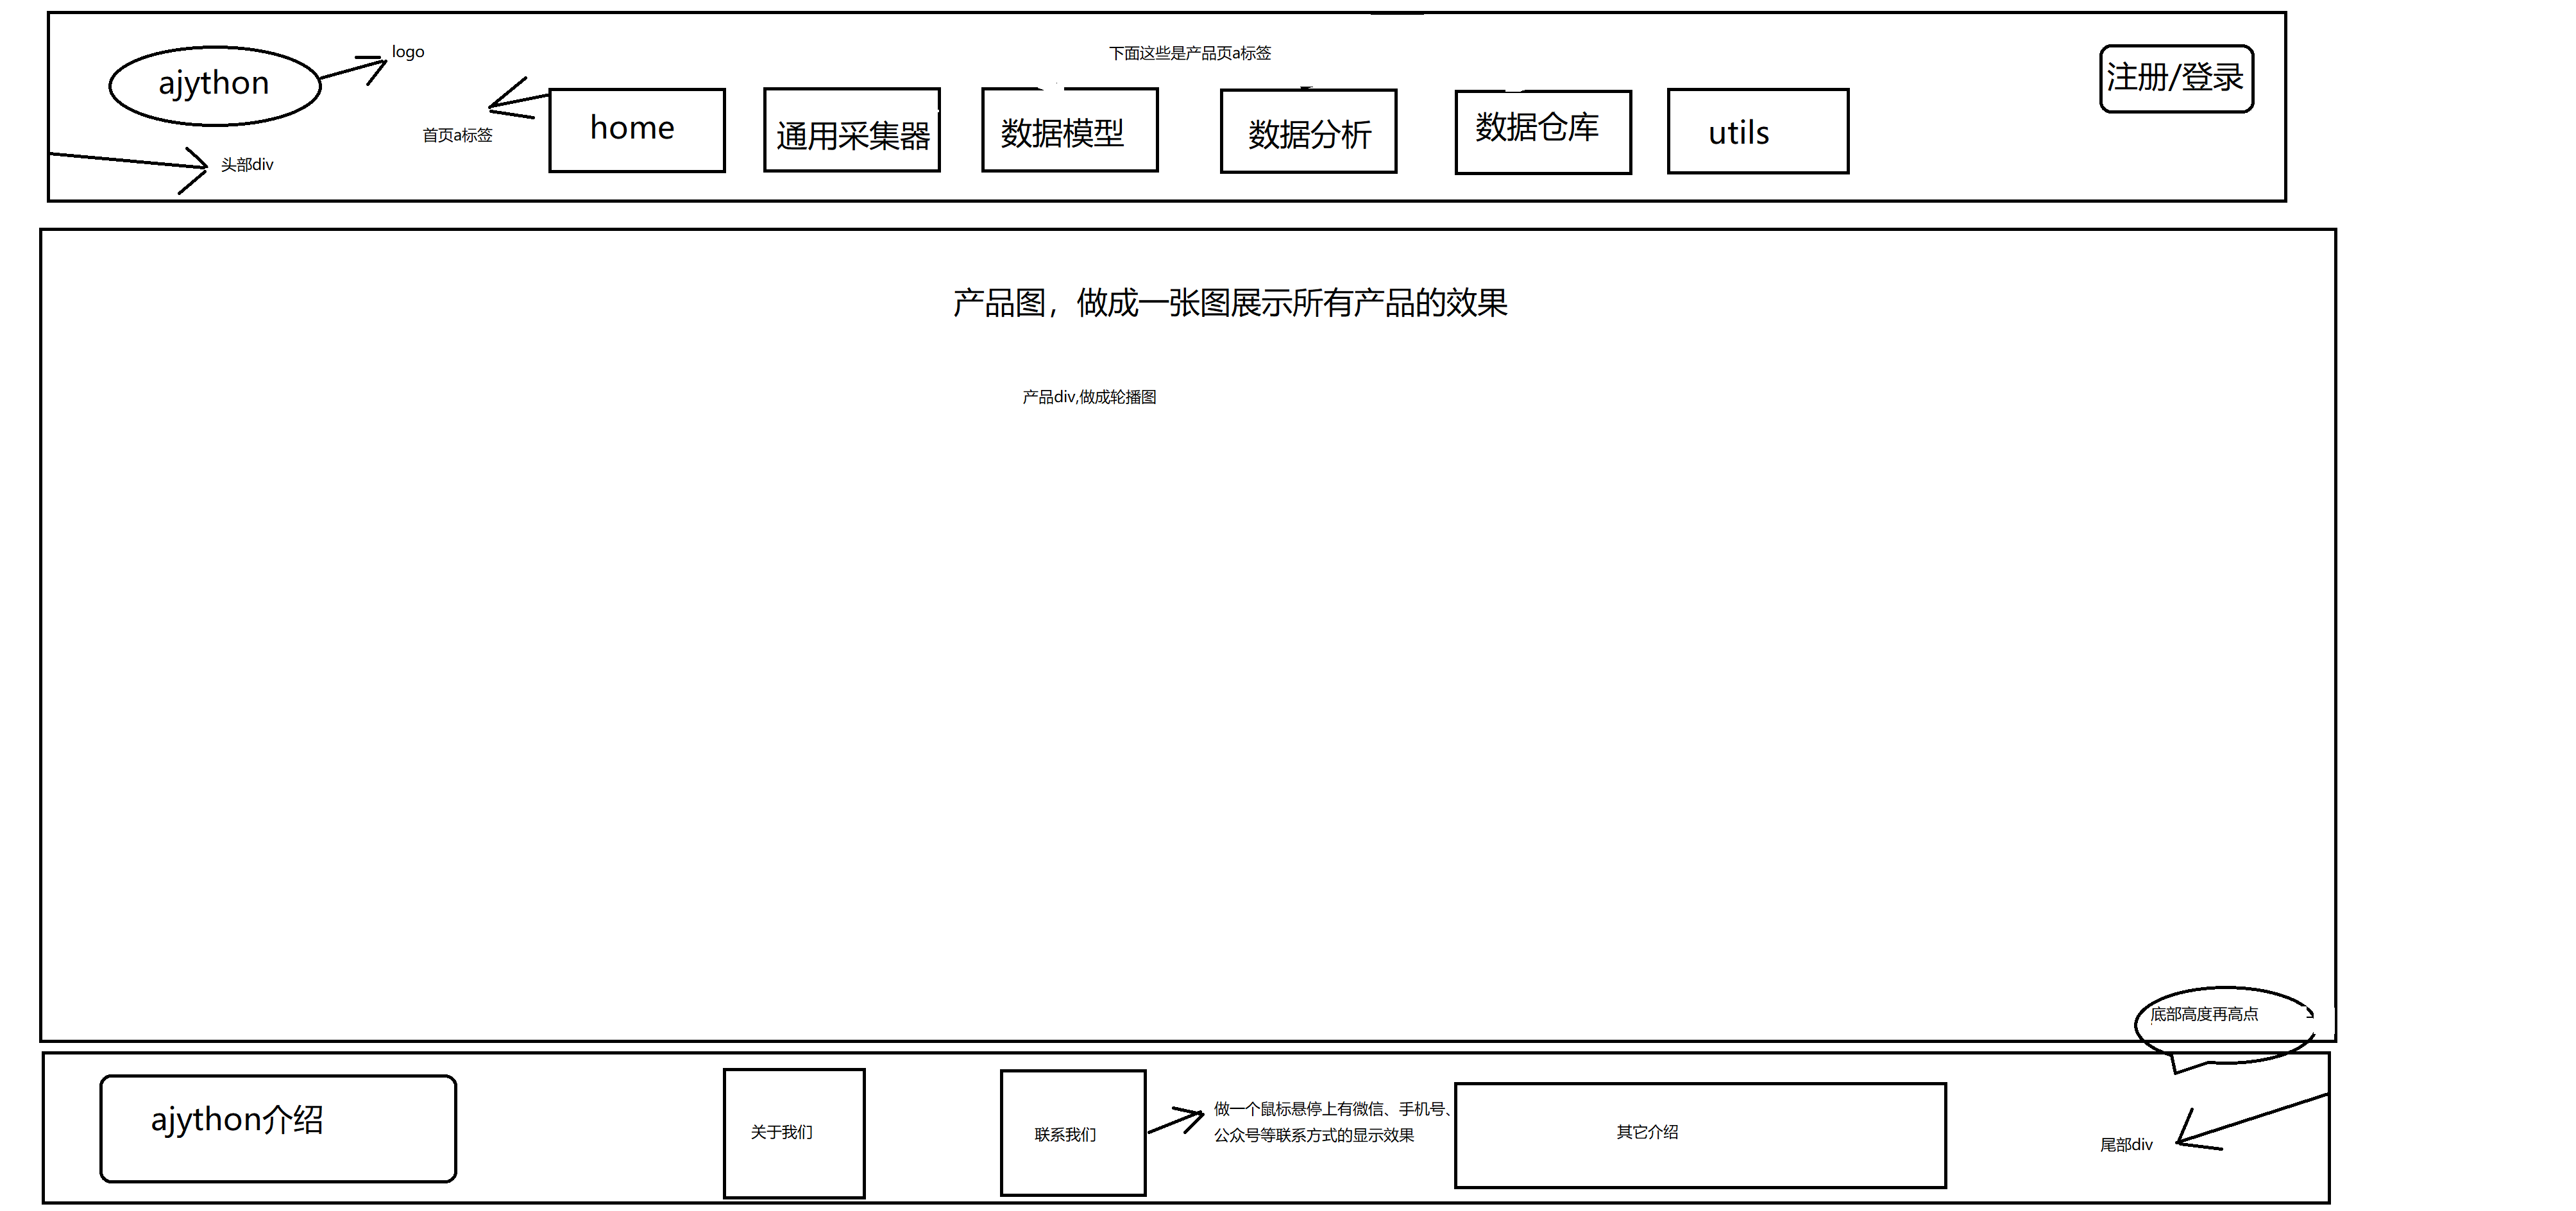 logo
下面这些是产品页a标签
ajython
注册/登录
首页a标签
home
通用采集器
数据模型
数据分析
数据仓库
utils
头部div
产品图，做成一张图展示所有产品的效果
产品div,做成轮播图
底部高度再高点
ajython介绍
关于我们
联系我们
做一个鼠标悬停上有微信、手机号、
公众号等联系方式的显示效果
其它介绍
尾部div